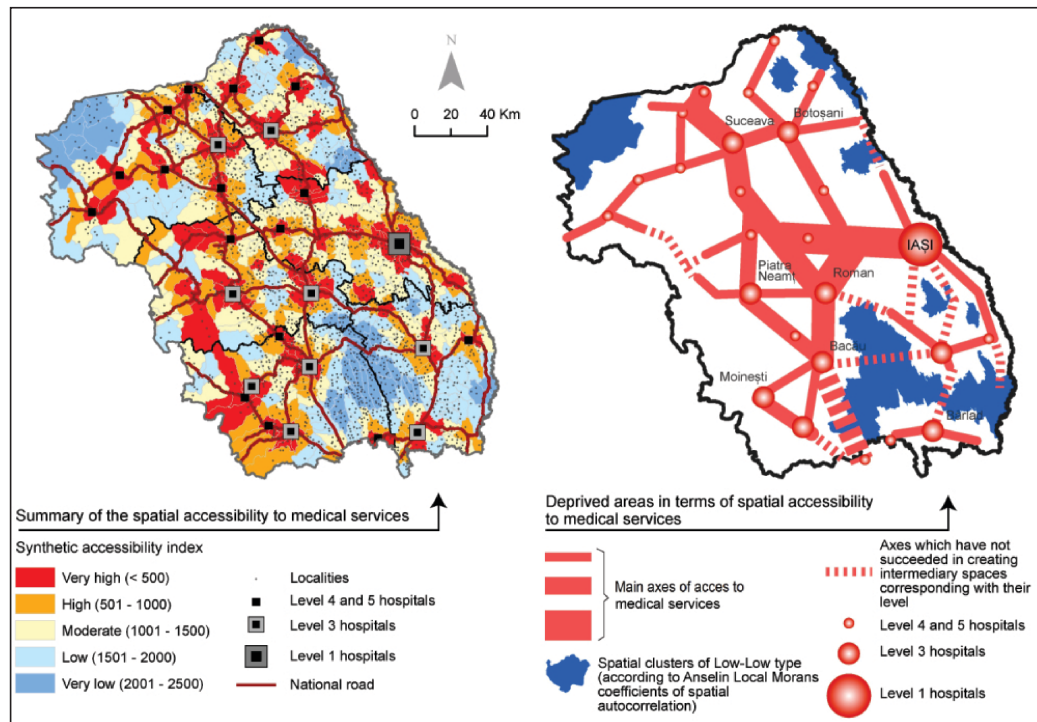 N
0 20 40 Km
Summary of the spatial accessibility to medical services
Synthetic accessibility index
Very high (< 500)
High (501 - 1000)
Moderate (1001 - 1500)
Low (1501 - 2000)
Very low (2001 - 2500)
Localities
Level 4 and 5 hospitals
Level 3 hospitals
Level 1 hospitals
National road
Suceava
Botoșani
IAȘI
Piatra
Neamț
Roman
Bacău
Moinești
Bârlad
Deprived areas in terms of spatial accessibility
to medical services
Main axes of acces to
medical services
Spatial clusters of Low-Low type
(according to Anselin Local Morans
coefficients of spatial
autocorrelation)
Axes which have not
succeeded in creating
intermediary spaces
corresponding with their
level
Level 4 and 5 hospitals
Level 3 hospitals
Level 1 hospitals